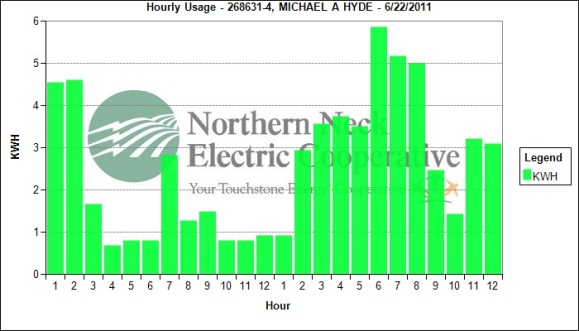 Hourly Usage - 268631-4, MICHAEL A HYDE - 6/22/2011
6
5
4
3
2
1
0
KWH
Northern Neck
Electric Cooperative
Your Touchstone Energy Cooperative
Legend
KWH
1 2 3 4 5 6 7 8 9 10 11 12 1 2 3 4 5 6 7 8 9 10 11 12
Hour